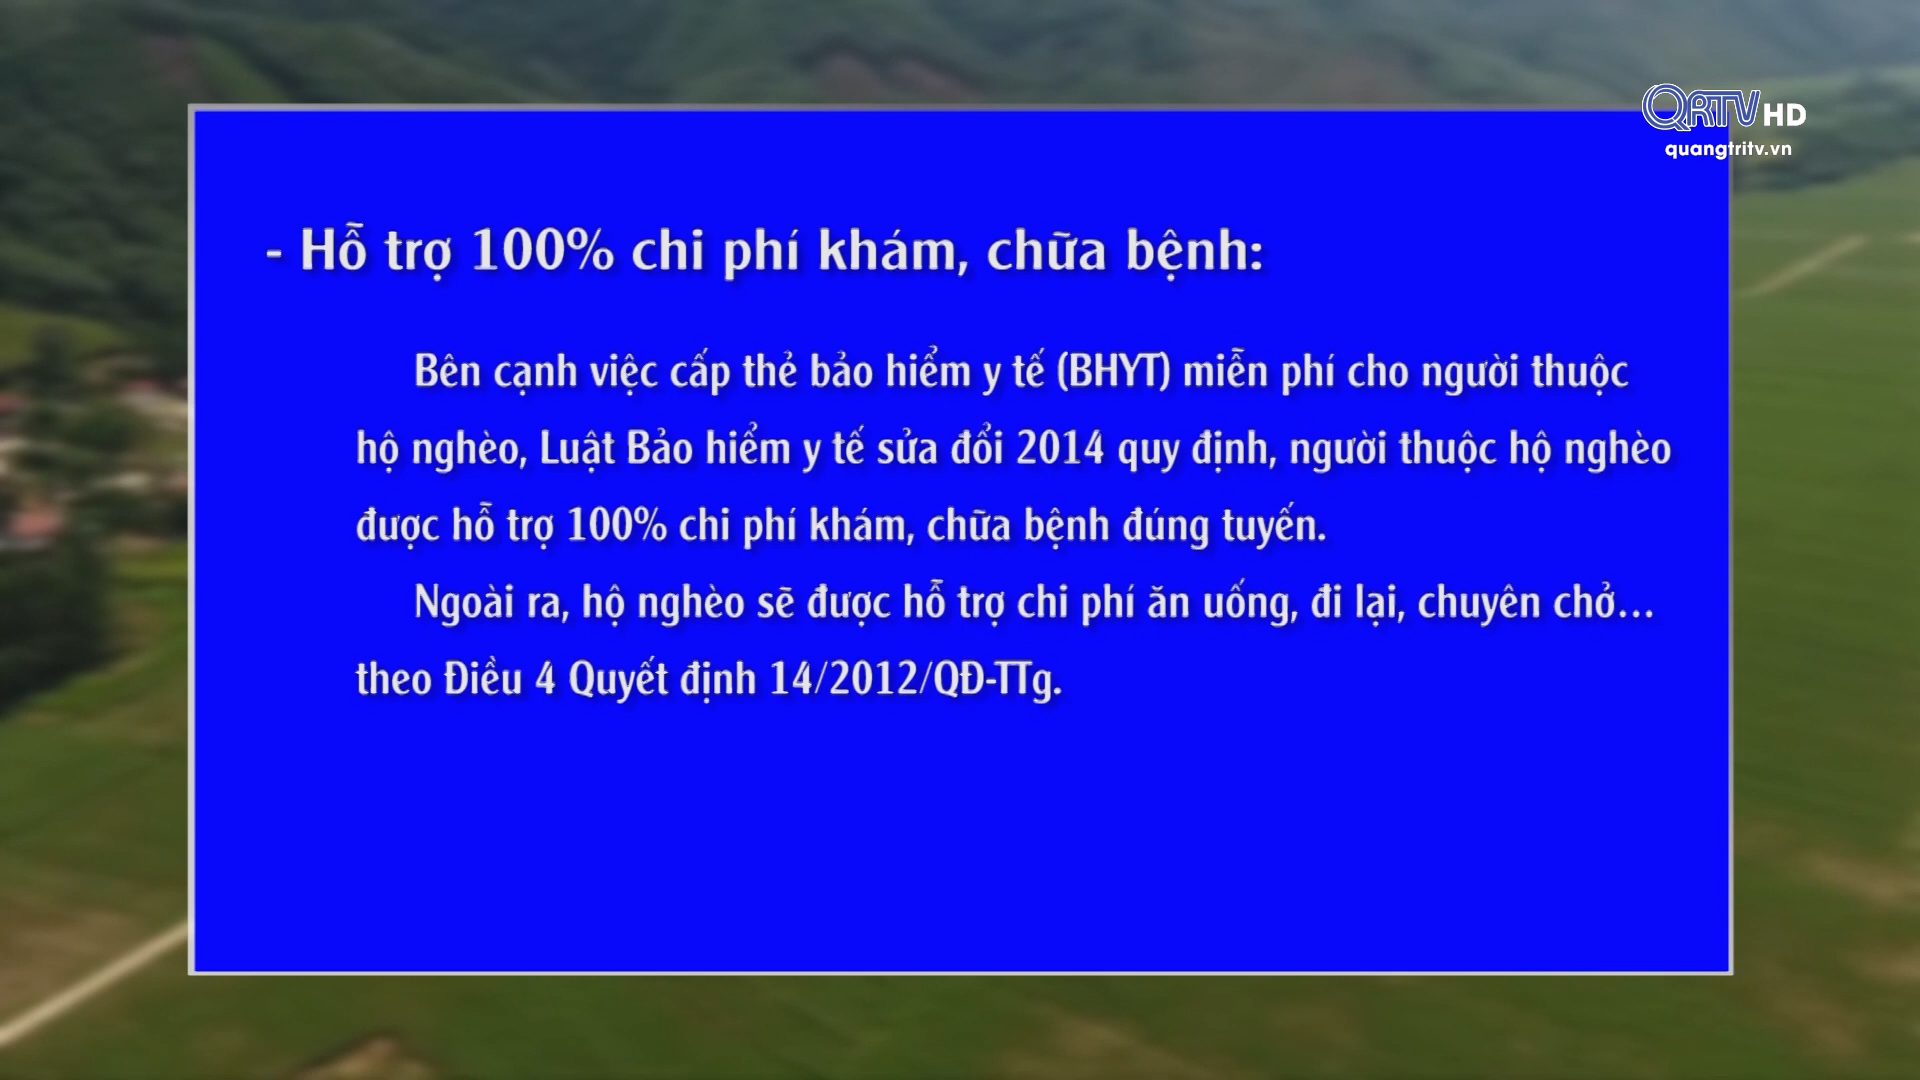 QRTV HD
quangtritv.vn
- Hỗ trợ 100% chi phí khám, chữa bệnh:
Bên cạnh việc cấp thẻ bảo hiểm y tế (BHYT) miễn phí cho người thuộc
hộ nghèo, Luật Bảo hiểm y tế sửa đổi 2014 quy định, người thuộc hộ nghèo
được hỗ trợ 100% chi phí khám, chữa bệnh đúng tuyến.
Ngoài ra, hộ nghèo sẽ được hỗ trợ chi phí ăn uống, đi lại, chuyên chở...
theo Điều 4 Quyết định 14/2012/QĐ-TTg.